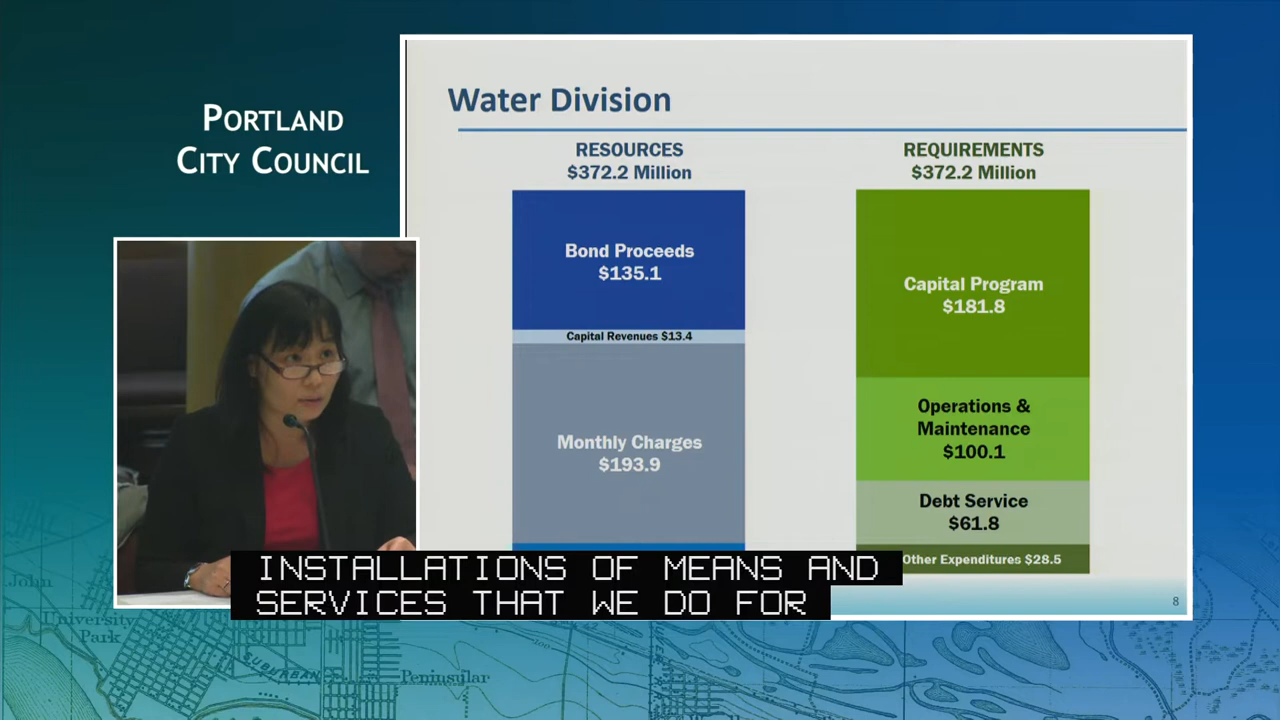 PORTLAND
CITY COUNCIL
Water Division
RESOURCES
$372.2 Million
Bond Proceeds
$135.1
Capital Revenues $13.4
Monthly Charges
$193.9
REQUIREMENTS
$372.2 Million
Capital Program
$181.8
Operations &
Maintenance
$100.1
Debt Service
$61.8
Other Expenditures $28.5
8
INSTALLATIONS OF MEANS AND
SERVICES THAT WE DO FOR
John
University
Park
SUBURBAN
Peninsular